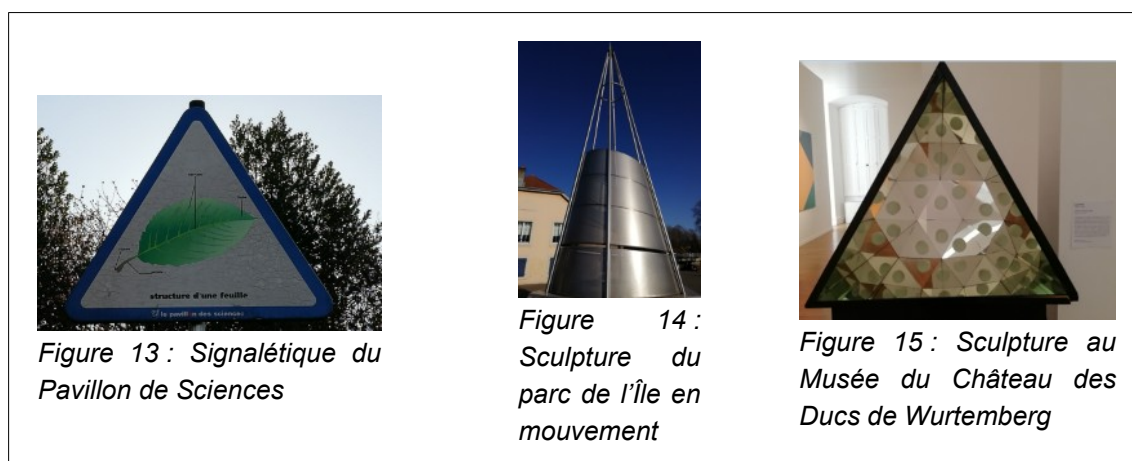 structure d'une feuille
le pavillon des sciences
Figure 13 : Signalétique du
Pavillon de Sciences
Figure 14 :
Sculpture du
parc de l'Île en
mouvement
Figure 15 : Sculpture au
Musée du Château des
Ducs de Wurtemberg